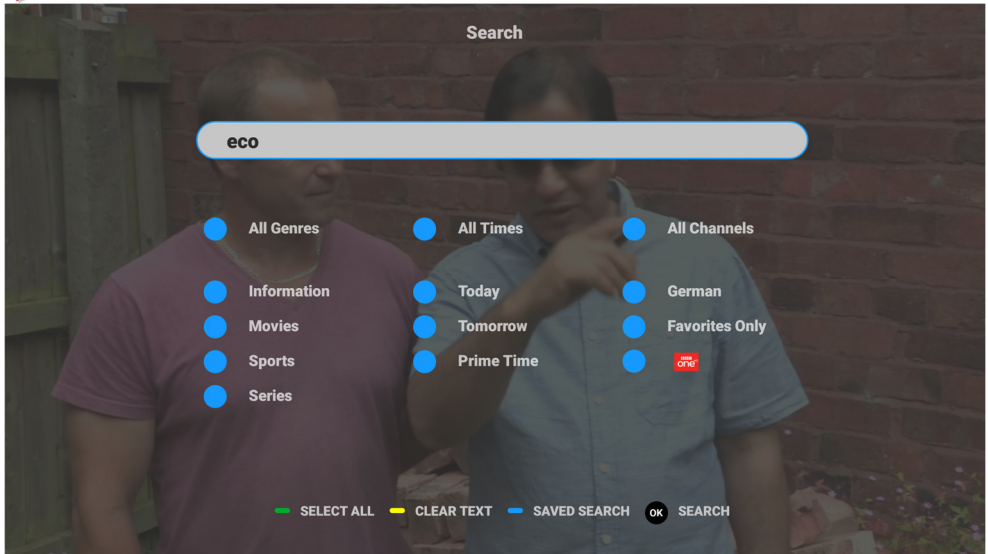 Search
eco
All Genres All Times All Channels
Information Today German
Movies Tomorrow Favorites Only
Sports Prime Time BBC one
Series
SELECT ALL CLEAR TEXT SAVED SEARCH OK SEARCH